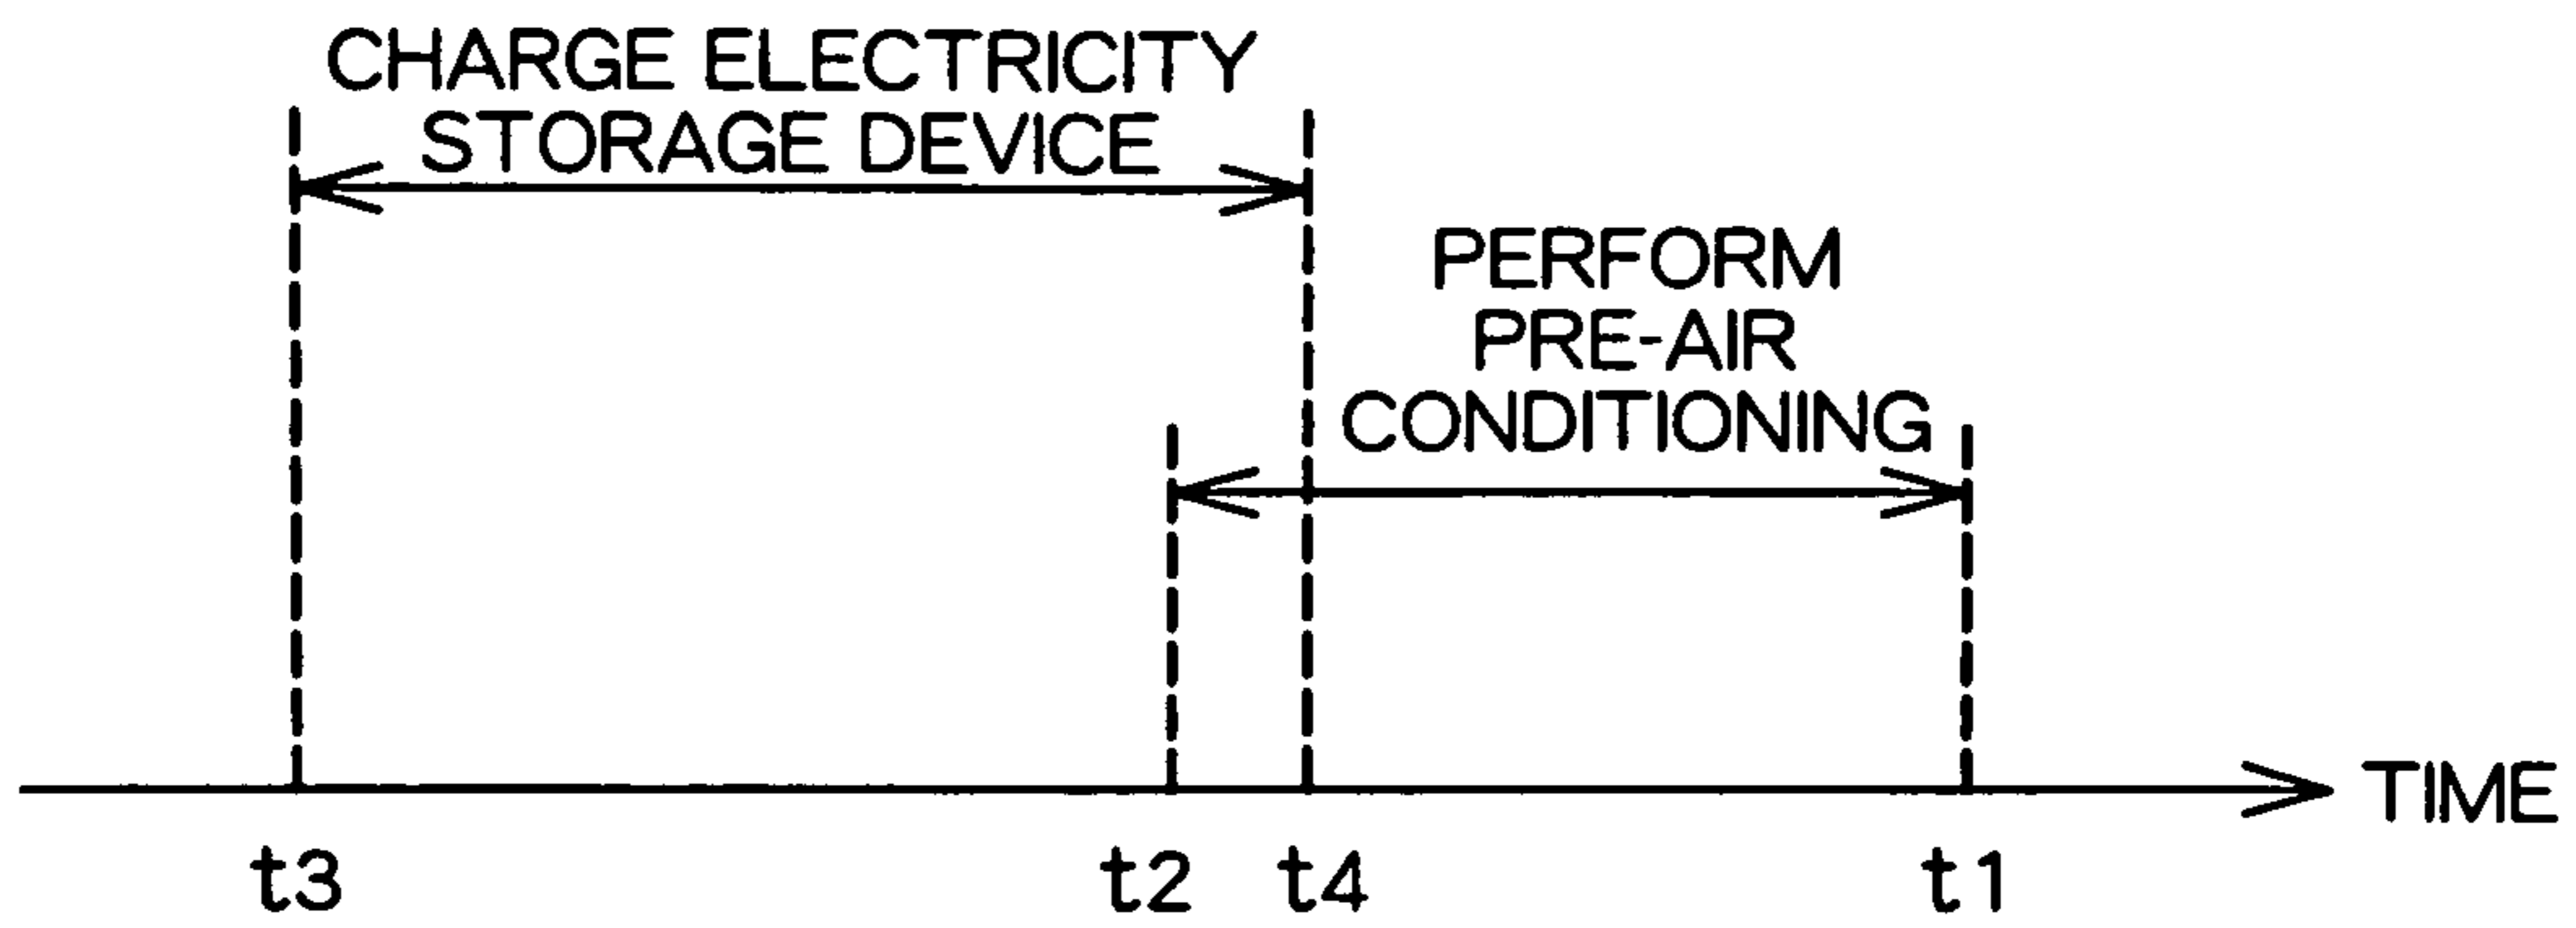 CHARGE ELECTRICITY
STORAGE DEVICE
PERFORM
PRE-AIR
CONDITIONING
TIME
t3
t2
t4
t1